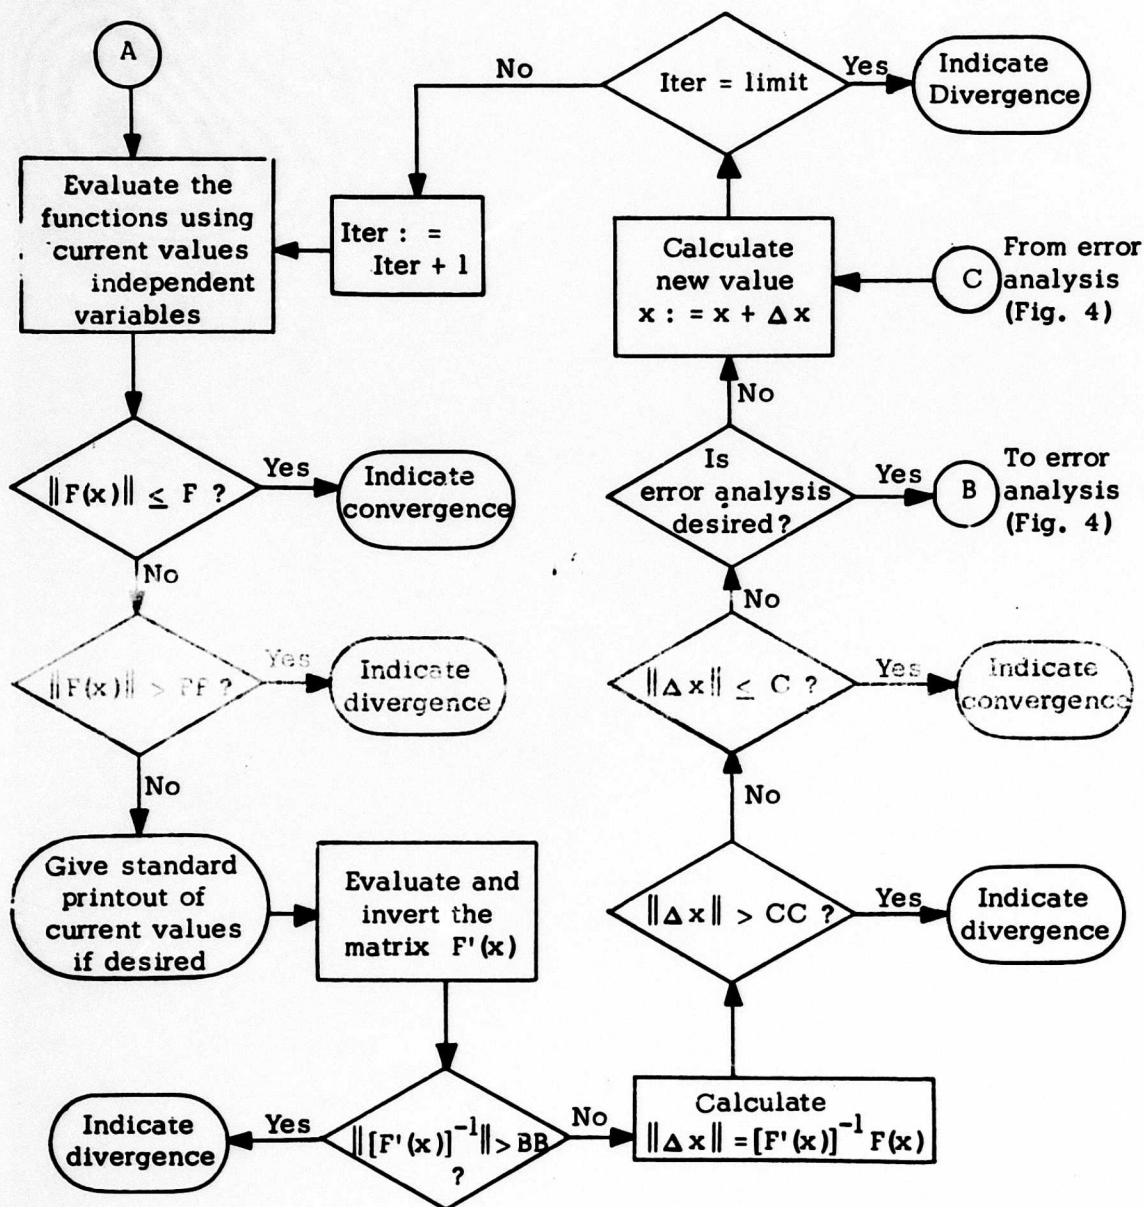 A
Evaluate the
functions using
current values
independent
variables
Iter : =
Iter + 1
No
Iter = limit
Yes
Indicate
Divergence
Calculate
new value
x : = x + Δ x
C
From error
analysis
(Fig. 4)
No
Is
error analysis
desired?
Yes
B
To error
analysis
(Fig. 4)
‖F(x)‖ ≤ F ?
Yes
Indicate
convergence
No
‖F(x)‖ > FF ?
Yes
Indicate
divergence
No
Give standard
printout of
current values
if desired
Evaluate and
invert the
matrix F'(x)
‖[F'(x)]⁻¹‖ > BB
?
Yes
Indicate
divergence
No
Calculate
‖Δ x‖ = [F'(x)]⁻¹ F(x)
‖Δ x‖ > CC ?
Yes
Indicate
divergence
No
‖Δ x‖ ≤ C ?
Yes
Indicate
convergence
No